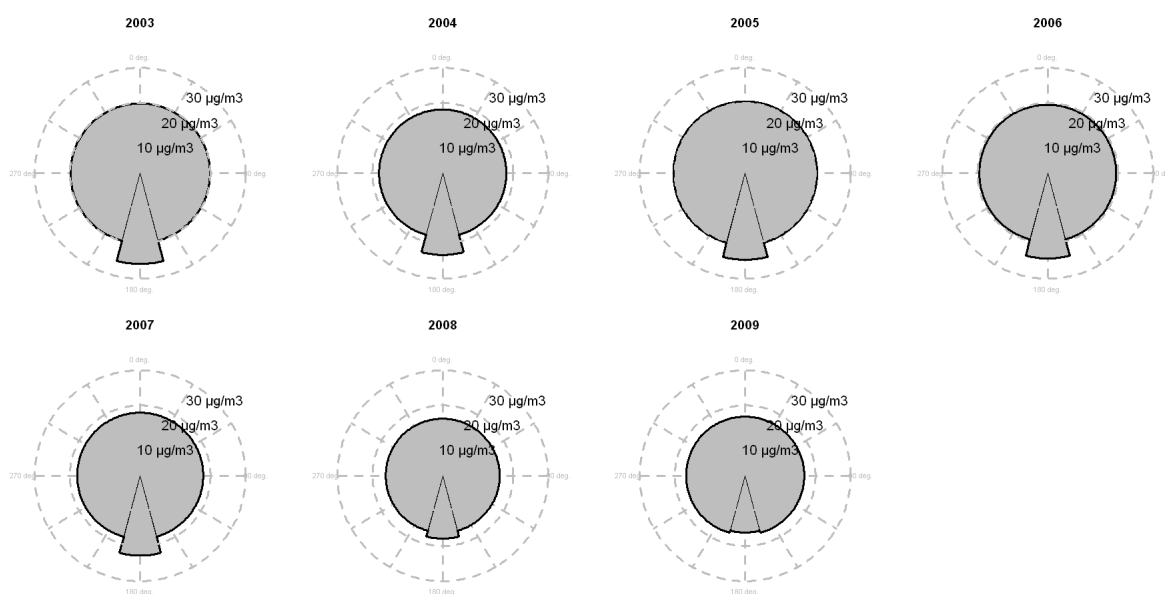 2003 2004 2005 2006
0 deg. 0 deg. 0 deg. 0 deg.
30 µg/m3 30 µg/m3 30 µg/m3 30 µg/m3
20 µg/m3 20 µg/m3 20 µg/m3 20 µg/m3
10 µg/m3 10 µg/m3 10 µg/m3 10 µg/m3
270 deg. 0 deg. 270 deg. 0 deg. 270 deg. 0 deg. 270 deg.
180 deg. 180 deg. 180 deg. 180 deg.
2007 2008 2009
0 deg. 0 deg. 0 deg.
30 µg/m3 30 µg/m3 30 µg/m3
20 µg/m3 20 µg/m3 20 µg/m3
10 µg/m3 10 µg/m3 10 µg/m3
270 deg. 0 deg. 270 deg. 0 deg. 270 deg. 0 deg.
180 deg. 180 deg. 180 deg.